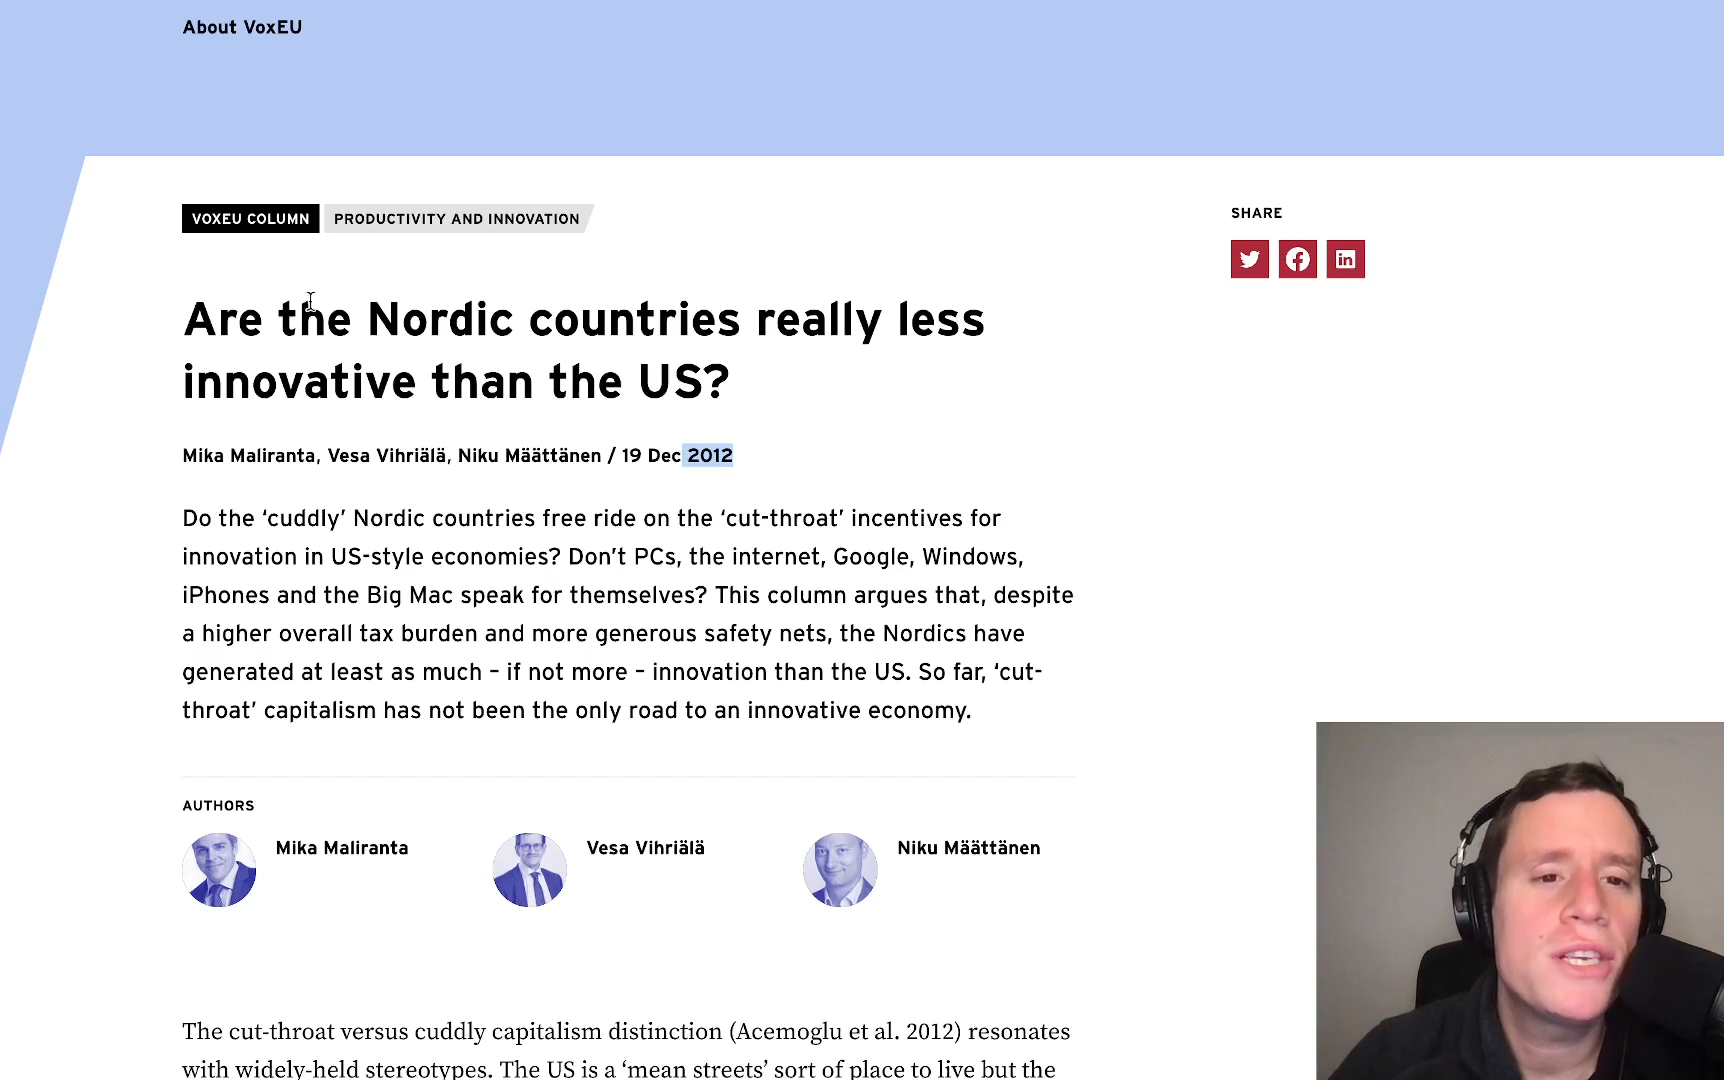 About VoxEU
VOXEU COLUMN PRODUCTIVITY AND INNOVATION
SHARE
Are the Nordic countries really less
innovative than the US?
Mika Maliranta, Vesa Vihriälä, Niku Määttänen / 19 Dec 2012
Do the ‘cuddly’ Nordic countries free ride on the ‘cut-throat’ incentives for
innovation in US-style economies? Don’t PCs, the internet, Google, Windows,
iPhones and the Big Mac speak for themselves? This column argues that, despite
a higher overall tax burden and more generous safety nets, the Nordics have
generated at least as much – if not more – innovation than the US. So far, ‘cut-
throat’ capitalism has not been the only road to an innovative economy.
AUTHORS
Mika Maliranta
Vesa Vihriälä
Niku Määttänen
The cut-throat versus cuddly capitalism distinction (Acemoglu et al. 2012) resonates
with widely-held stereotypes. The US is a ‘mean streets’ sort of place to live but the